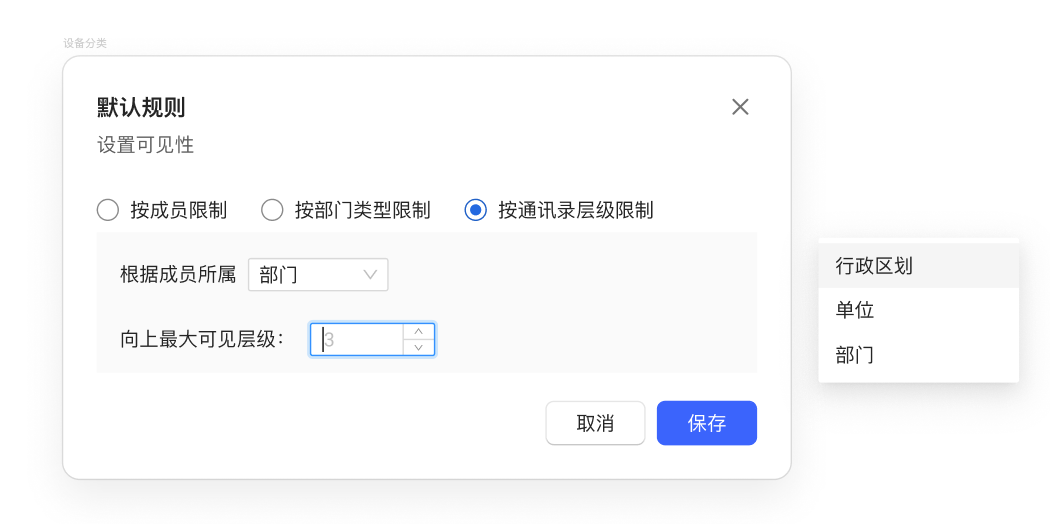 设备分类
默认规则
设置可见性
按成员限制 按部门类型限制 按通讯录层级限制
根据成员所属 部门
向上最大可见层级： 3
取消 保存
行政区划
单位
部门